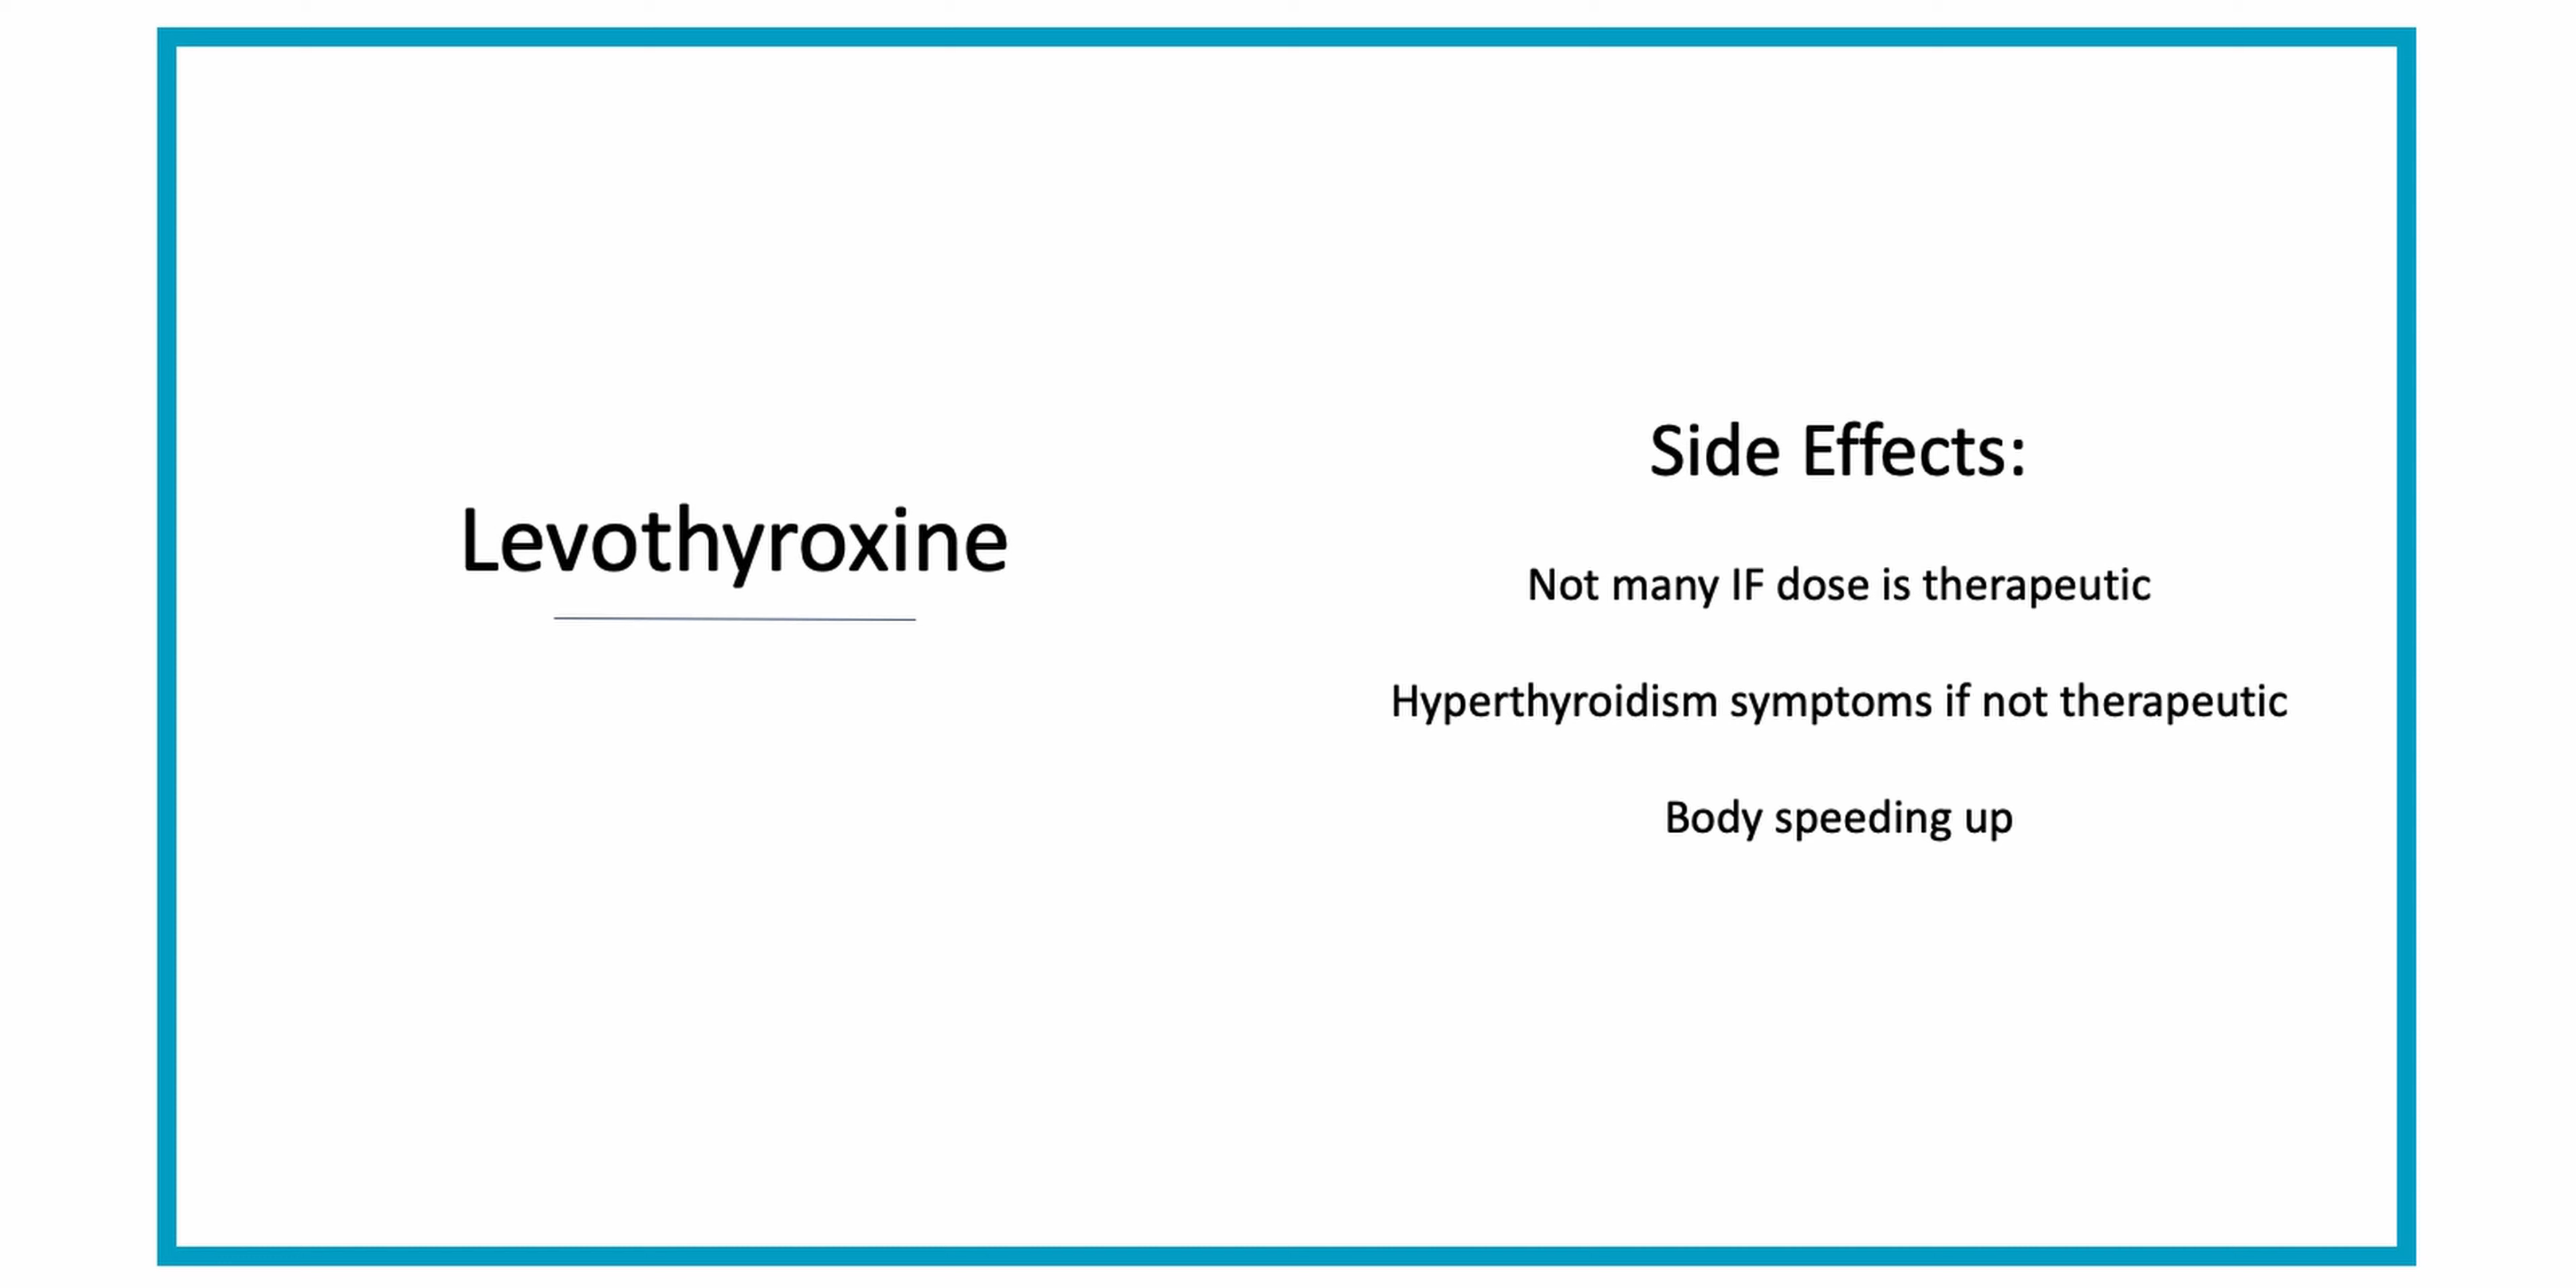 Levothyroxine
Side Effects:
Not many IF dose is therapeutic
Hyperthyroidism symptoms if not therapeutic
Body speeding up